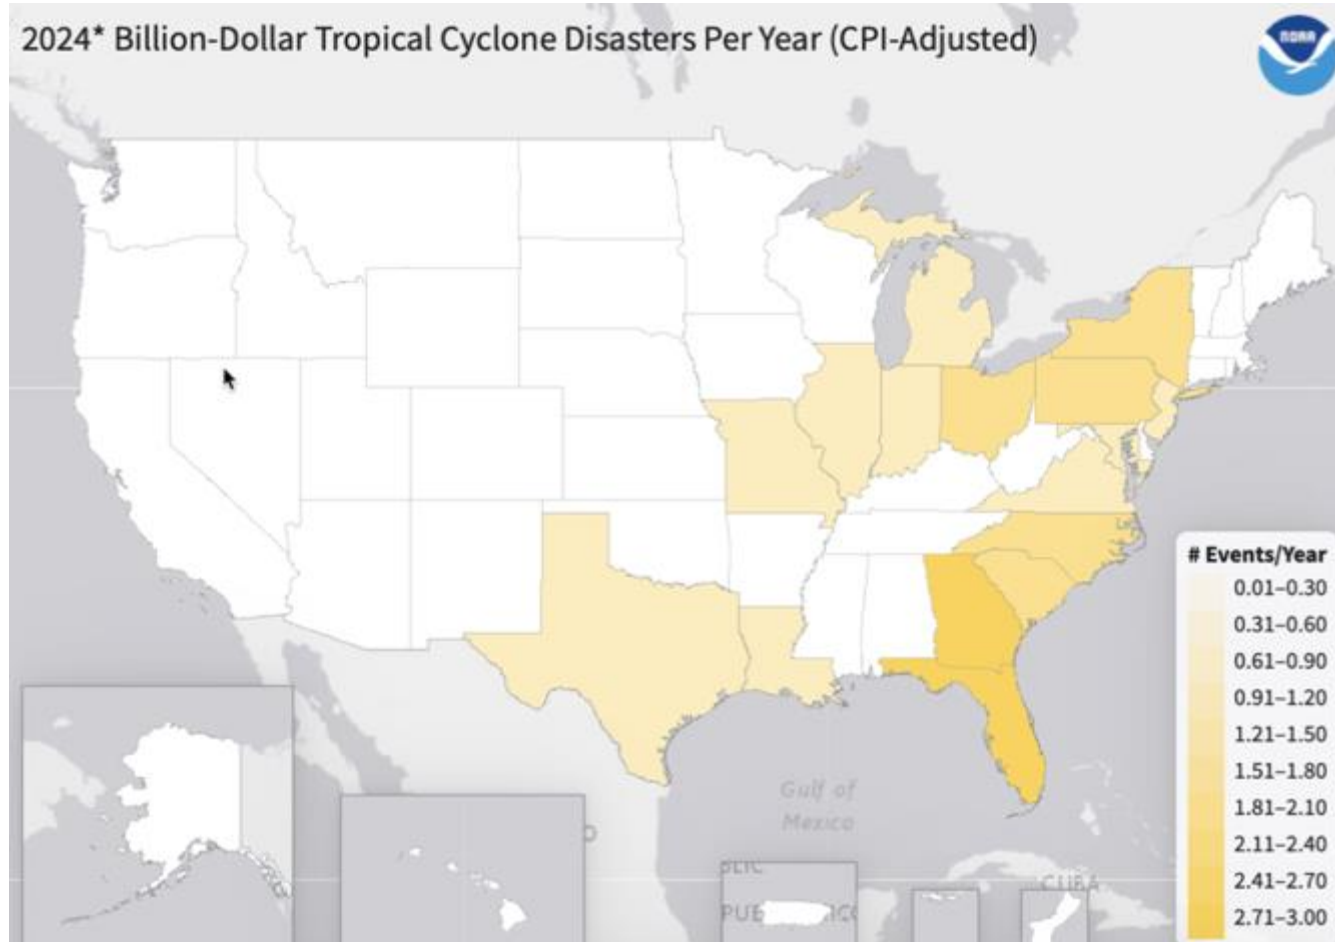 2024* Billion-Dollar Tropical Cyclone Disasters Per Year (CPI-Adjusted)
NOAA
# Events/Year
0.01–0.30
0.31–0.60
0.61–0.90
0.91–1.20
1.21–1.50
1.51–1.80
1.81–2.10
2.11–2.40
2.41–2.70
2.71–3.00
Gulf of
Mexico
CUBA